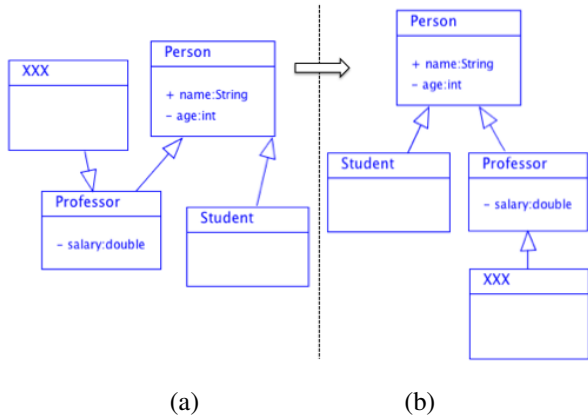 XXX
Person
+ name:String
- age:int
Professor
- salary:double
Student
(a)
Person
+ name:String
- age:int
Student
Professor
- salary:double
XXX
(b)